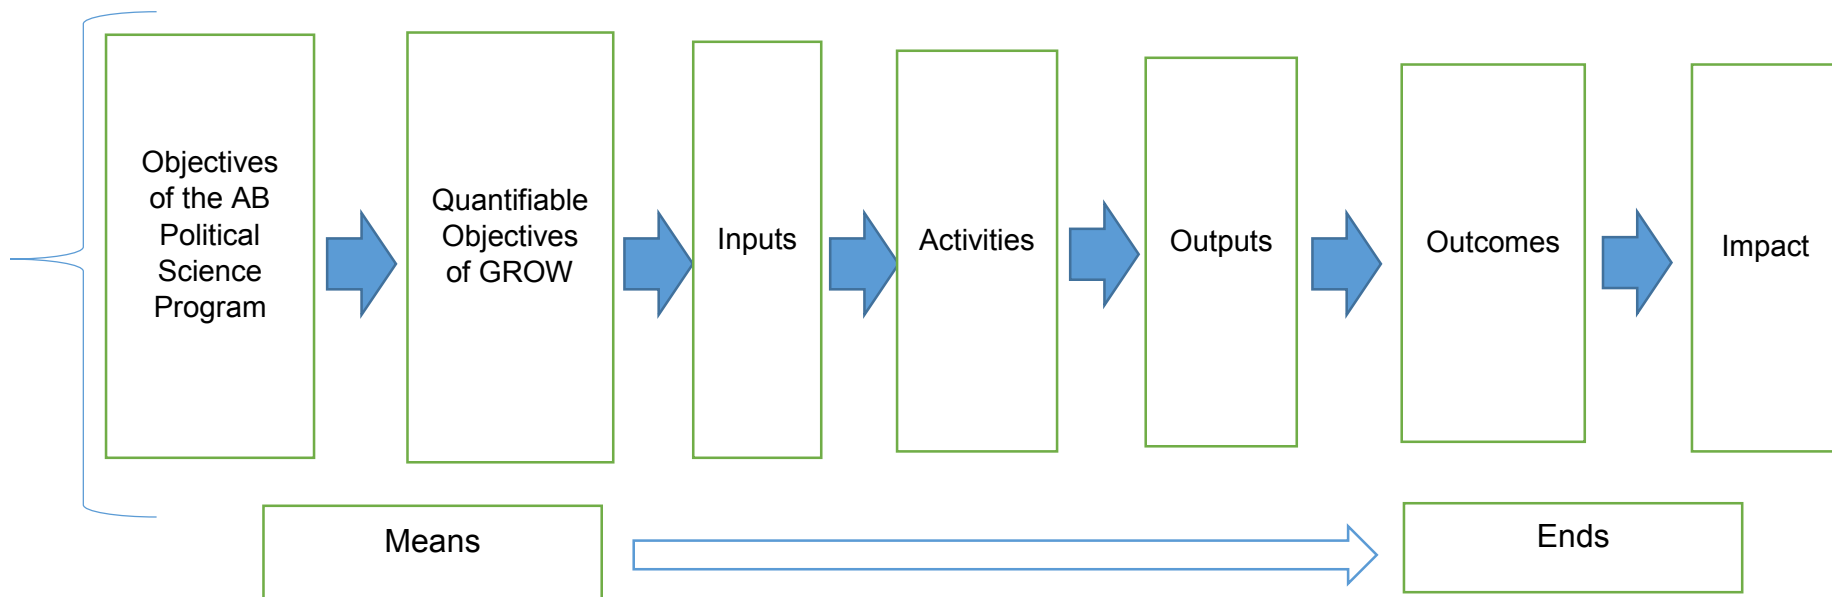 Objectives
of the AB
Political
Science
Program
Quantifiable
Objectives
of GROW
Inputs
Activities
Outputs
Outcomes
Impact
Means
Ends